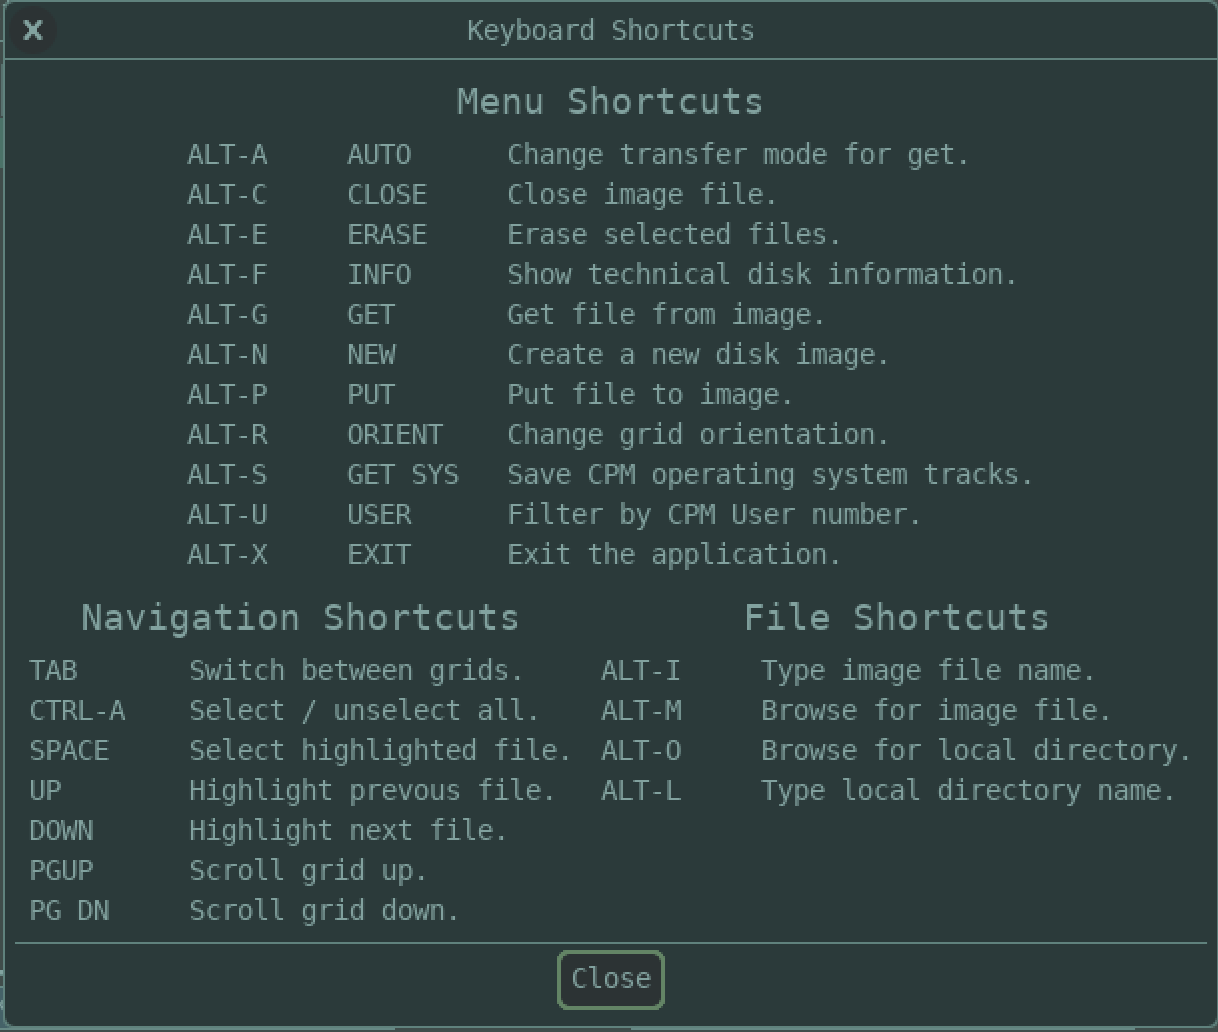 X
Keyboard Shortcuts
Menu Shortcuts
ALT-A AUTO Change transfer mode for get.
ALT-C CLOSE Close image file.
ALT-E ERASE Erase selected files.
ALT-F INFO Show technical disk information.
ALT-G GET Get file from image.
ALT-N NEW Create a new disk image.
ALT-P PUT Put file to image.
ALT-R ORIENT Change grid orientation.
ALT-S GET SYS Save CPM operating system tracks.
ALT-U USER Filter by CPM User number.
ALT-X EXIT Exit the application.
Navigation Shortcuts
TAB Switch between grids.
CTRL-A Select / unselect all.
SPACE Select highlighted file.
UP Highlight prevous file.
DOWN Highlight next file.
PGUP Scroll grid up.
PG DN Scroll grid down.
File Shortcuts
ALT-I Type image file name.
ALT-M Browse for image file.
ALT-O Browse for local directory.
ALT-L Type local directory name.
Close